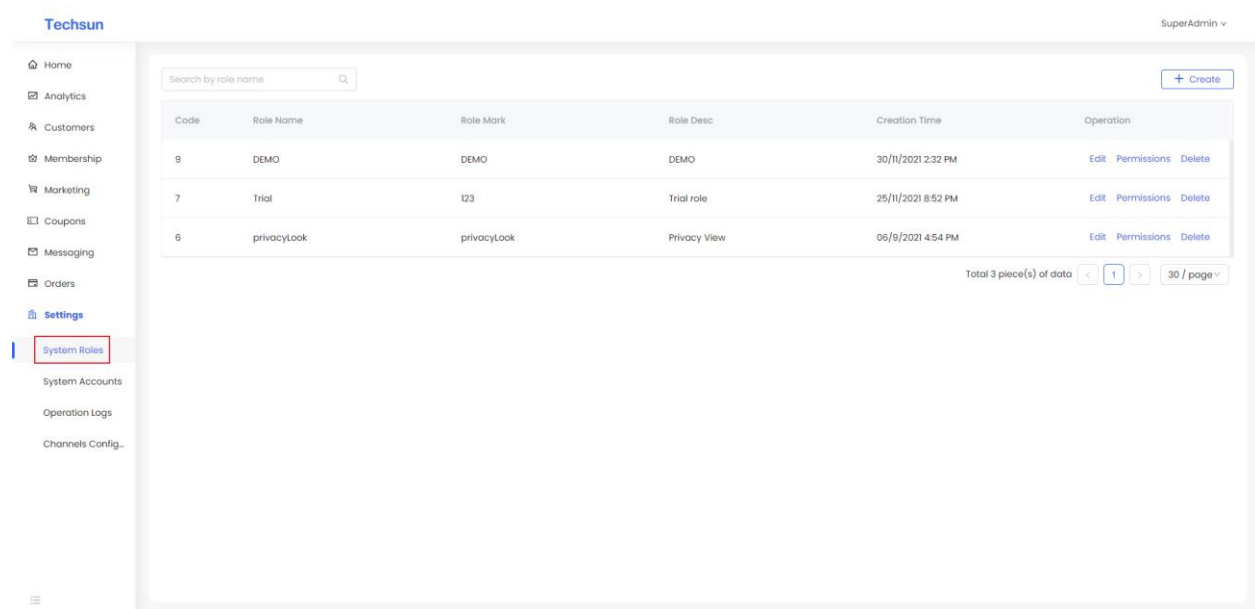 Techsun
SuperAdmin
Home
Analytics
Customers
Membership
Marketing
Coupons
Messaging
Orders
Settings
System Roles
System Accounts
Operation Logs
Channels Config...
Search by role name
+ Create
Code Role Name Role Mark Role Desc Creation Time Operation
9 DEMO DEMO DEMO 30/11/2021 2:32 PM Edit Permissions Delete
7 Trial 123 Trial role 25/11/2021 8:52 PM Edit Permissions Delete
6 privacyLook privacyLook Privacy View 06/9/2021 4:54 PM Edit Permissions Delete
Total 3 piece(s) of data < 1 > 30 / page